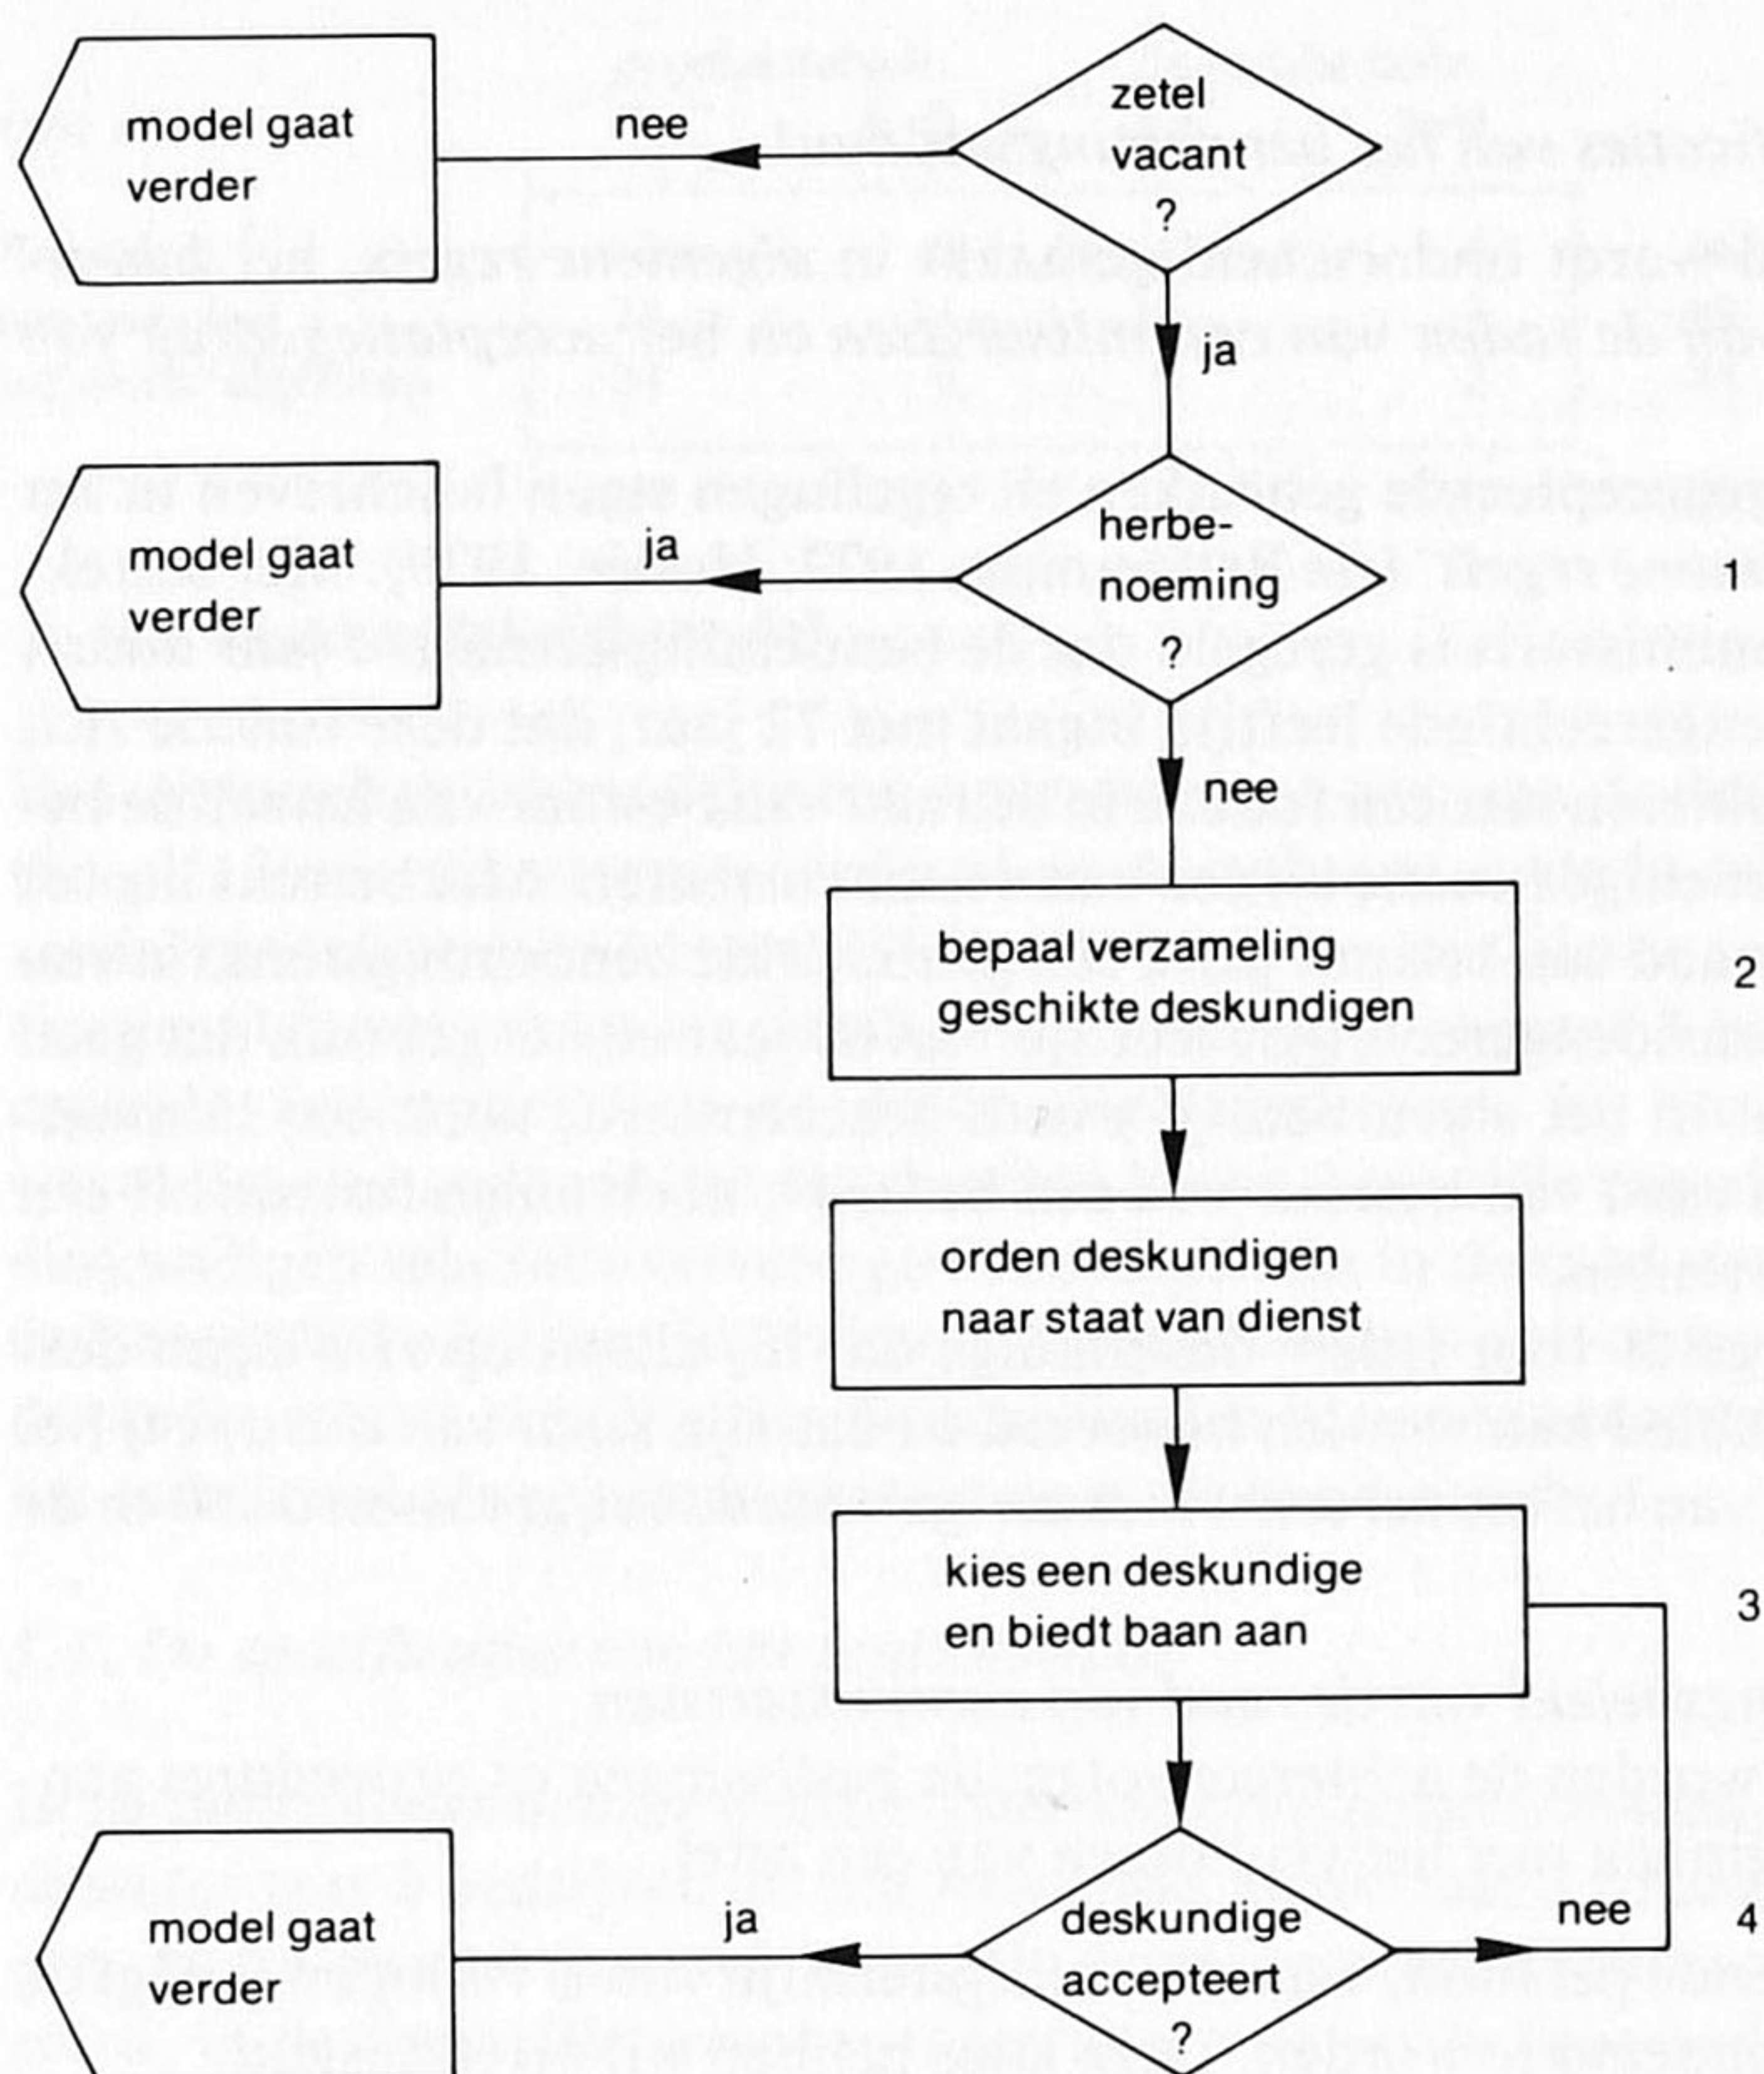 model gaat
verder
nee
zetel
vacant
?
ja
model gaat
verder
ja
herbe-
noeming
?
1
nee
bepaal verzameling
geschikte deskundigen
2
orden deskundigen
naar staat van dienst
kies een deskundige
en biedt baan aan
3
model gaat
verder
ja
deskundige
accepteert
?
nee
4